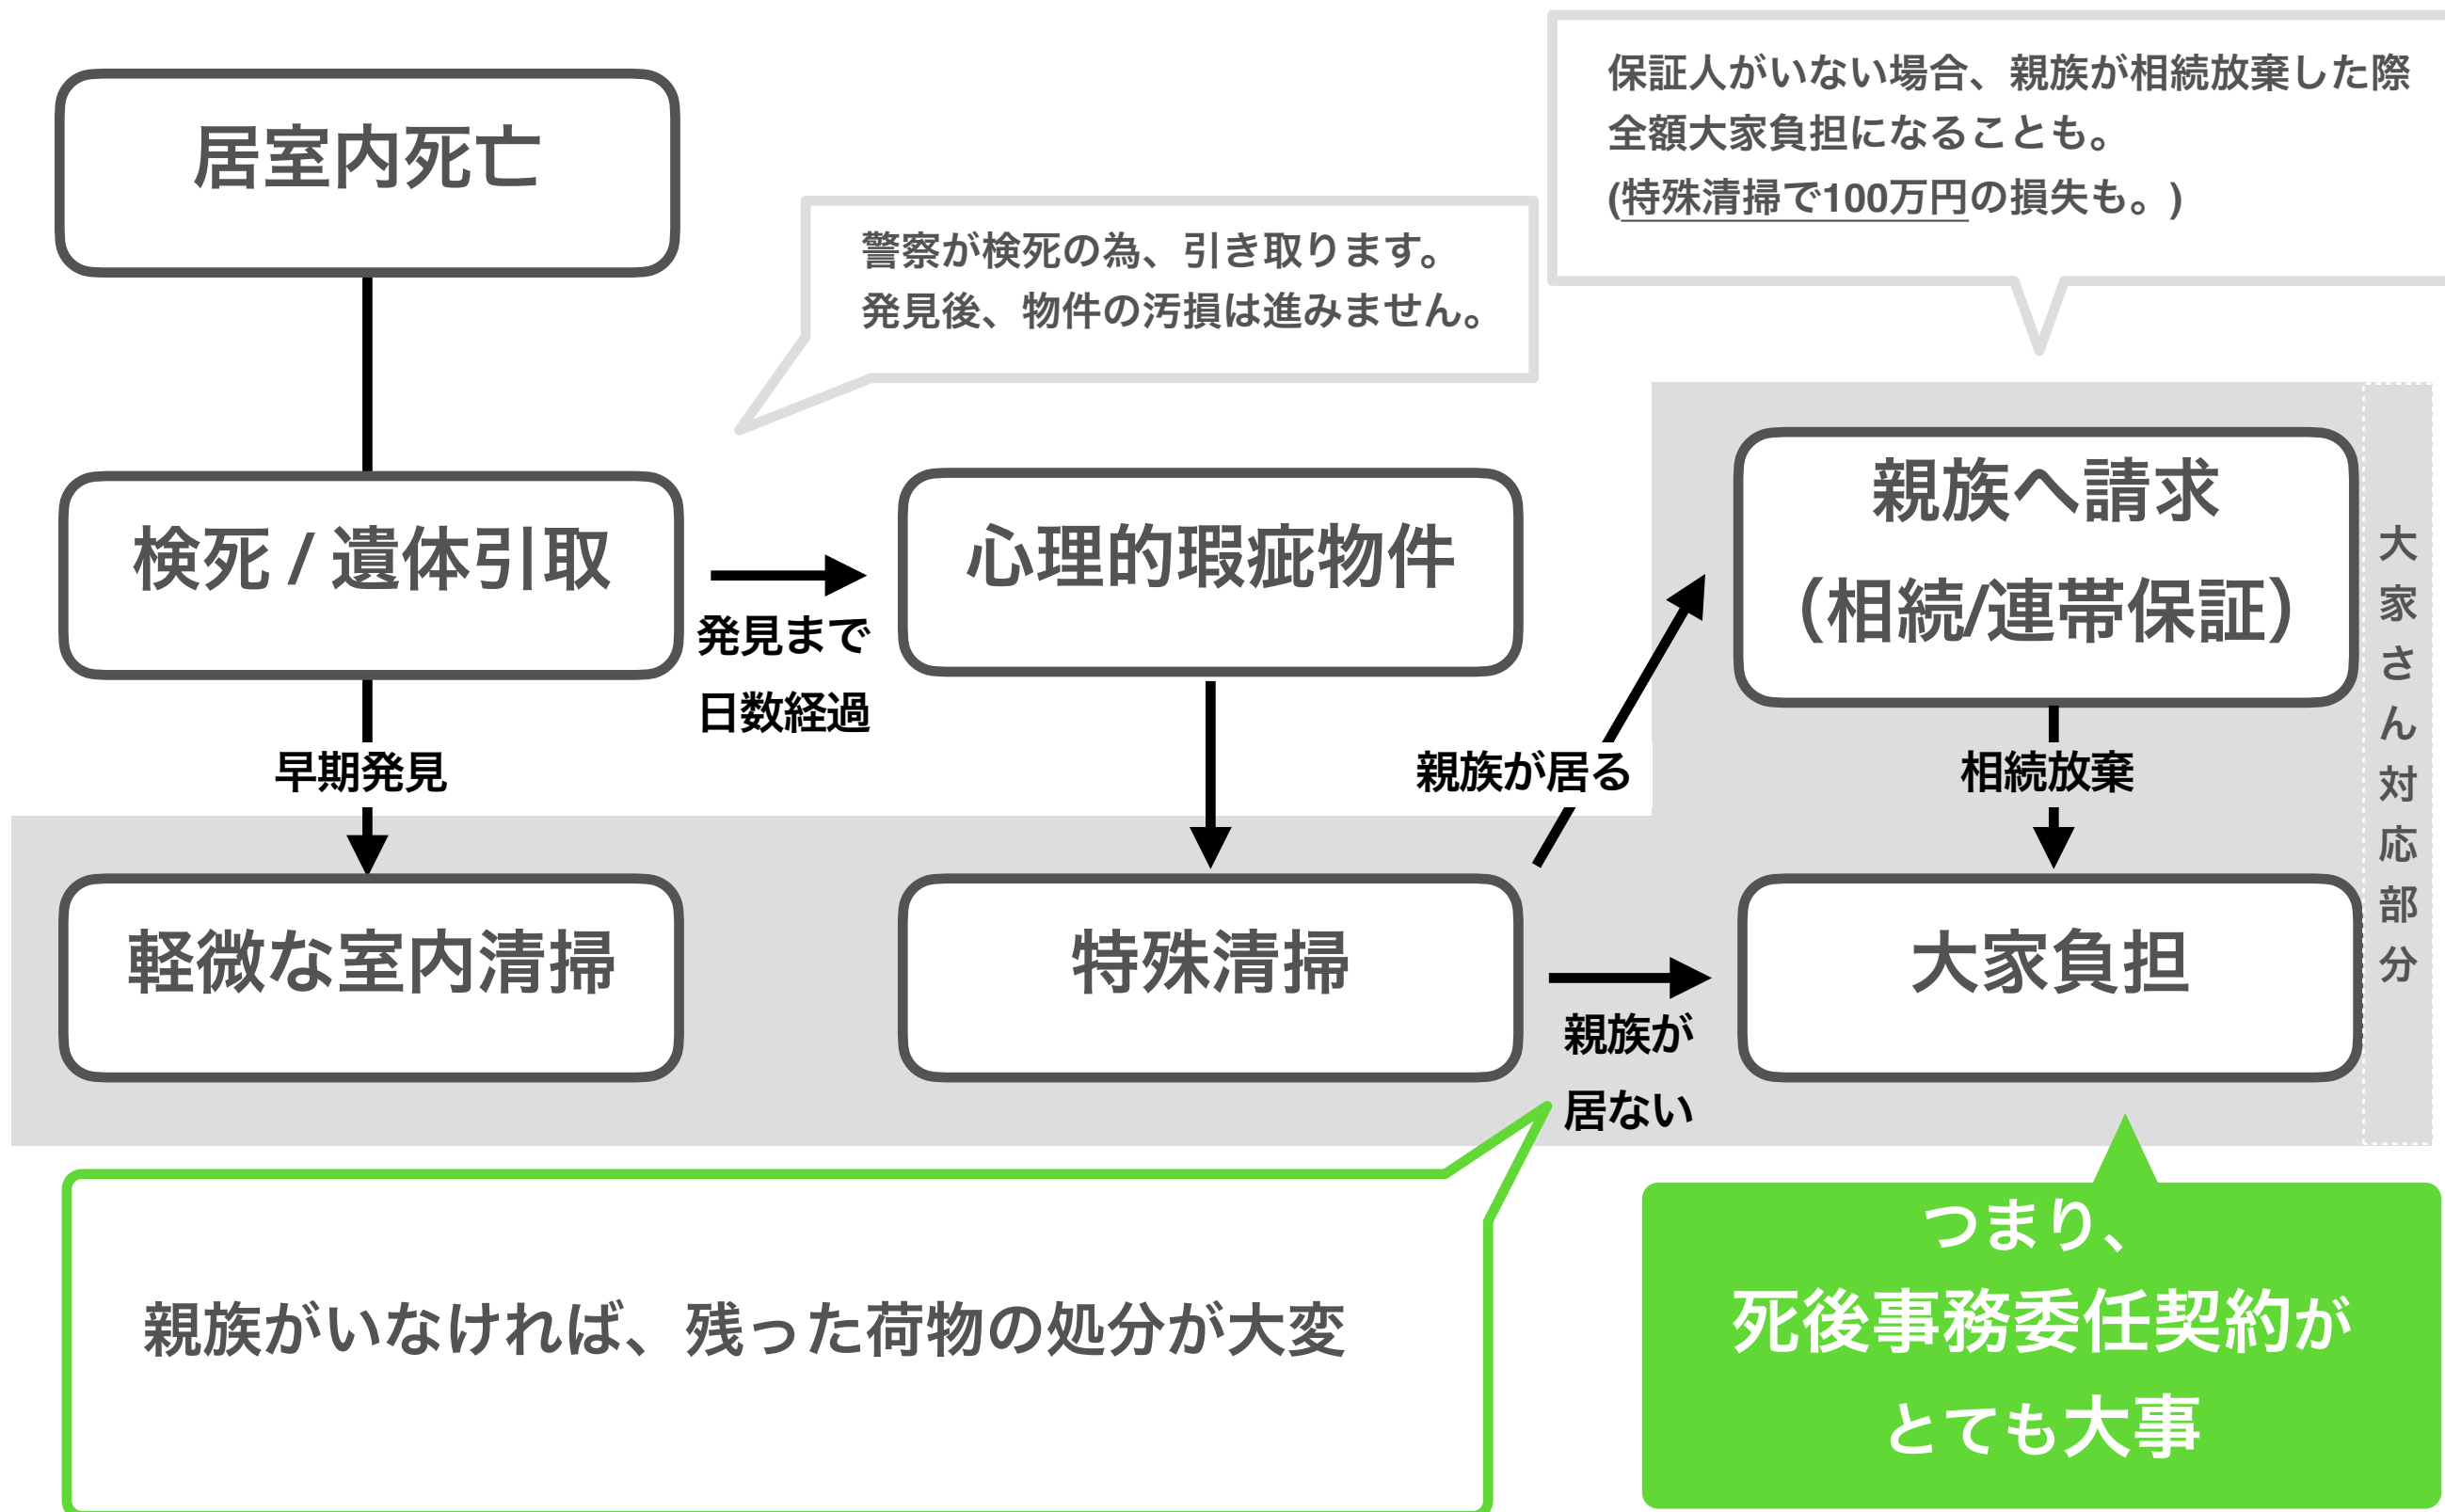 居室内死亡
保証人がいない場合、親族が相続放棄した際
全額大家負担になることも。
(特殊清掃で100万円の損失も。)
警察が検死の為、引き取ります。
発見後、物件の汚損は進みません。
検死 / 遺体引取
発見まで
日数経過
心理的瑕疵物件
親族へ請求
（相続/連帯保証）
大家さん対応部分
早期発見
親族が居る
相続放棄
軽微な室内清掃
特殊清掃
親族が
居ない
大家負担
親族がいなければ、残った荷物の処分が大変
つまり、
死後事務委任契約が
とても大事